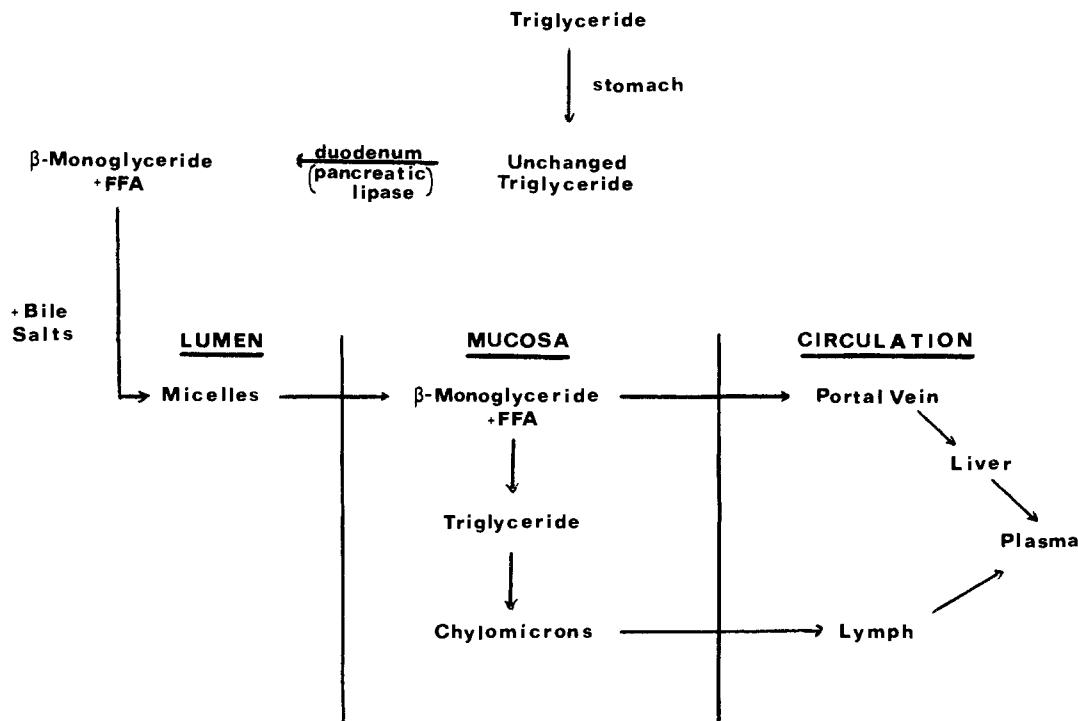 Triglyceride
stomach
Unchanged
Triglyceride
duodenum
(pancreatic
lipase)
β-Monoglyceride
+FFA
+Bile
Salts
LUMEN
MUCOSA
CIRCULATION
Micelles
β-Monoglyceride
+FFA
Portal Vein
Liver
Triglyceride
Plasma
Chylomicrons
Lymph